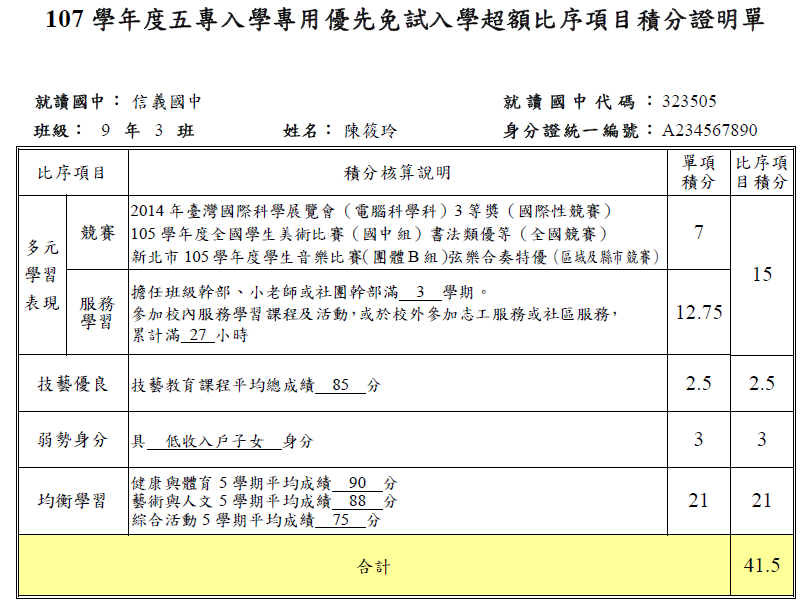 107 學年度五專入學專用優先免試入學超額比序項目積分證明單
就讀國中： 信義國中 就讀國中代碼：323505
班級： 9 年 3 班 姓名： 陳筱玲 身分證統一編號：A234567890
比序項目 積分核算說明 單項積分 比序項目積分
多元學習表現 競賽 2014 年臺灣國際科學展覽會（電腦科學科）3 等獎（國際性競賽）
105 學年度全國學生美術比賽（國中組）書法類優等（全國競賽）
新北市 105 學年度學生音樂比賽（團體 B 組）弦樂合奏特優（區域及縣市競賽）
7
15
服務學習 擔任班級幹部、小老師或社團幹部滿 3 學期。
參加校內服務學習課程及活動，或於校外參加志工服務或社區服務，
累計滿 27 小時
12.75
技藝優良 技藝教育課程平均總成績 85 分 2.5 2.5
弱勢身分 具 低收入戶子女 身分 3 3
均衡學習 健康與體育 5 學期平均成績 90 分
藝術與人文 5 學期平均成績 88 分
綜合活動 5 學期平均成績 75 分
21 21
合計 41.5